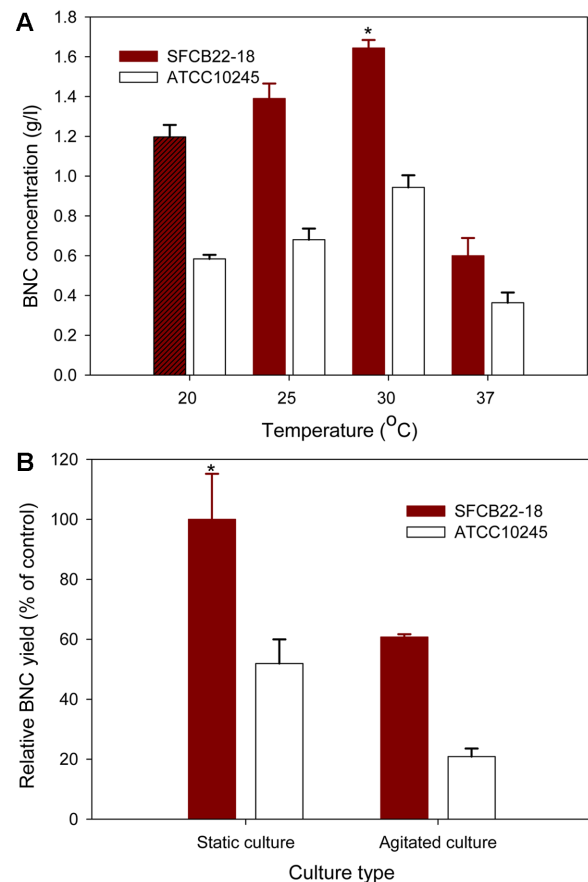 A
1.8
1.6
1.4
1.2
1.0
0.8
0.6
0.4
0.2
0.0
BNC concentration (g/l)
SFCB22-18
ATCC10245
*
20 25 30 37
Temperature (°C)
B
120
100
80
60
40
20
0
Relative BNC yield (% of control)
*
SFCB22-18
ATCC10245
Static culture Agitated culture
Culture type